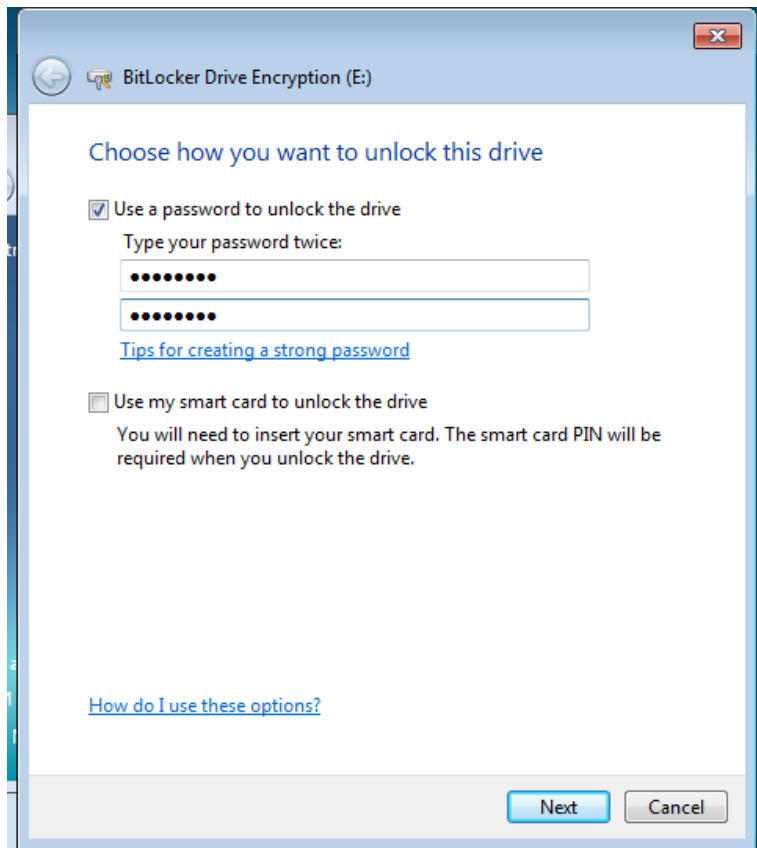 BitLocker Drive Encryption (E:)
Choose how you want to unlock this drive
Use a password to unlock the drive
Type your password twice:
••••••••
••••••••
Tips for creating a strong password
Use my smart card to unlock the drive
You will need to insert your smart card. The smart card PIN will be
required when you unlock the drive.
How do I use these options?
Next Cancel